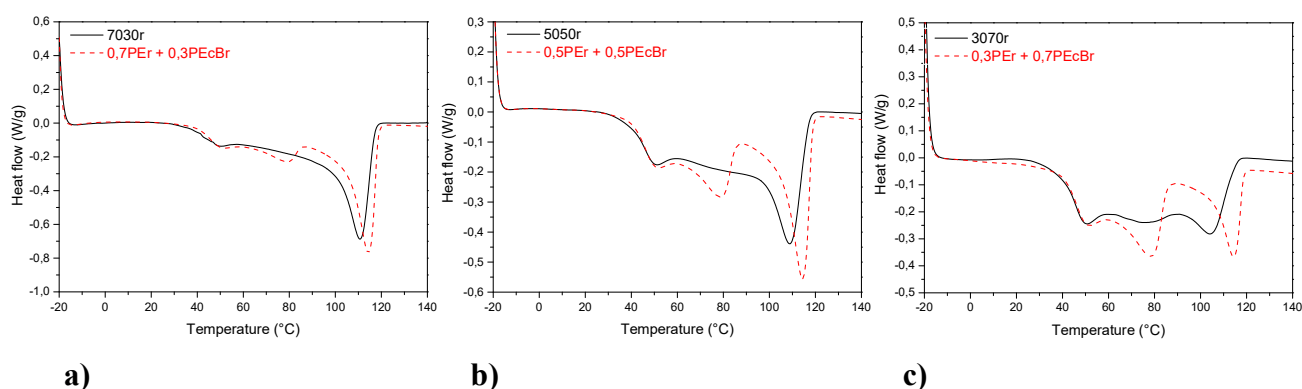 7030r
0,7PEr + 0,3PEcBr
0,6
0,4
0,2
0,0
-0,2
-0,4
-0,6
-0,8
-1,0
Heat flow (W/g)
-20 0 20 40 60 80 100 120 140
Temperature (°C)
a)
5050r
0,5PEr + 0,5PEcBr
0,3
0,2
0,1
0,0
-0,1
-0,2
-0,3
-0,4
-0,5
-0,6
Heat flow (W/g)
-20 0 20 40 60 80 100 120 140
Temperature (°C)
b)
3070r
0,3PEr + 0,7PEcBr
0,5
0,4
0,3
0,2
0,1
0,0
-0,1
-0,2
-0,3
-0,4
-0,5
Heat flow (W/g)
-20 0 20 40 60 80 100 120 140
Temperature (°C)
c)